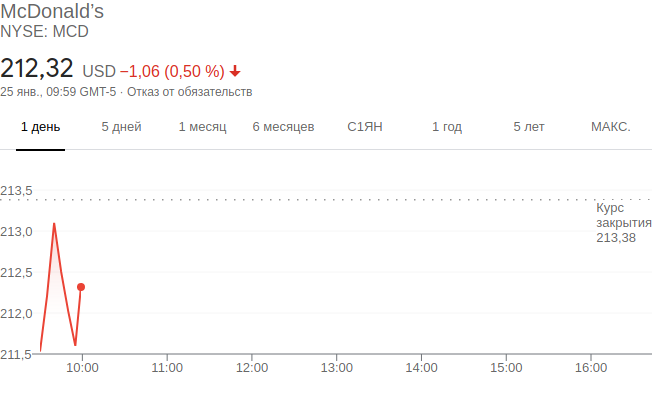 McDonald’s
NYSE: MCD
212,32 USD −1,06 (0,50 %)
25 янв., 09:59 GMT-5 · Отказ от обязательств
1 день 5 дней 1 месяц 6 месяцев С1ЯН 1 год 5 лет МАКС.
213,5
Курс
закрытия
213,38
213,0
212,5
212,0
211,5
10:00 11:00 12:00 13:00 14:00 15:00 16:00